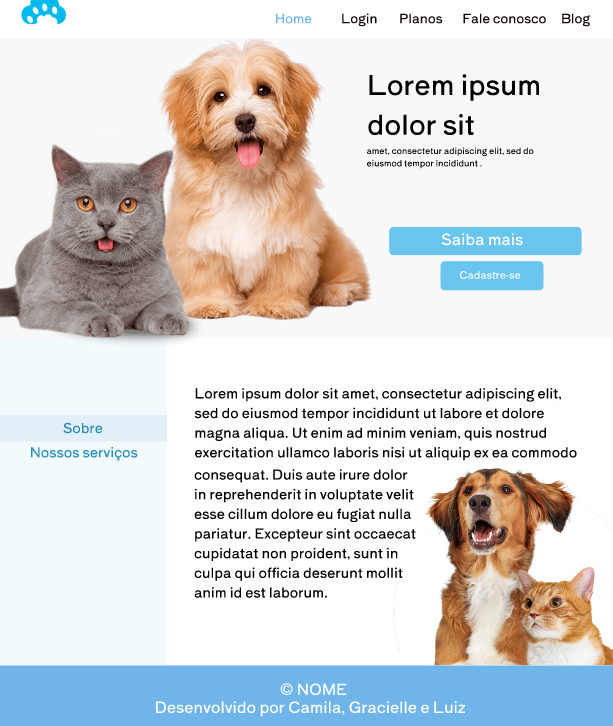 Home Login Planos Fale conosco Blog
Lorem ipsum
dolor sit
amet, consectetur adipiscing elit, sed do
eiusmod tempor incididunt .
Saiba mais
Cadastre-se
Sobre
Nossos serviços
Lorem ipsum dolor sit amet, consectetur adipiscing elit,
sed do eiusmod tempor incididunt ut labore et dolore
magna aliqua. Ut enim ad minim veniam, quis nostrud
exercitation ullamco laboris nisi ut aliquip ex ea commodo
consequat. Duis aute irure dolor
in reprehenderit in voluptate velit
esse cillum dolore eu fugiat nulla
pariatur. Excepteur sint occaecat
cupidatat non proident, sunt in
culpa qui officia deserunt mollit
anim id est laborum.
© NOME
Desenvolvido por Camila, Gracielle e Luiz